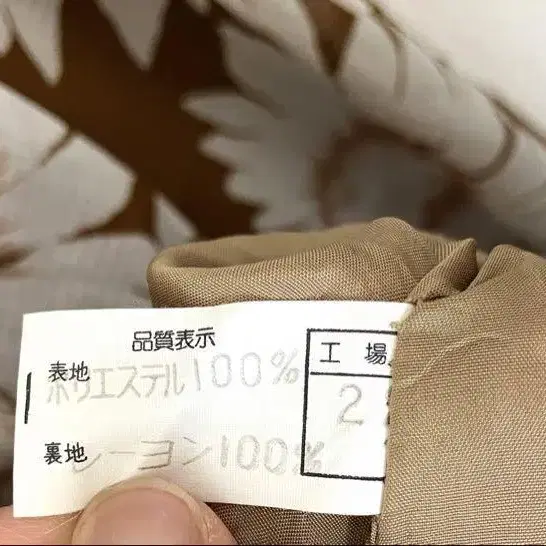 品質表示
表地 ポリエステル100%
裏地 レーヨン100%
工場
2